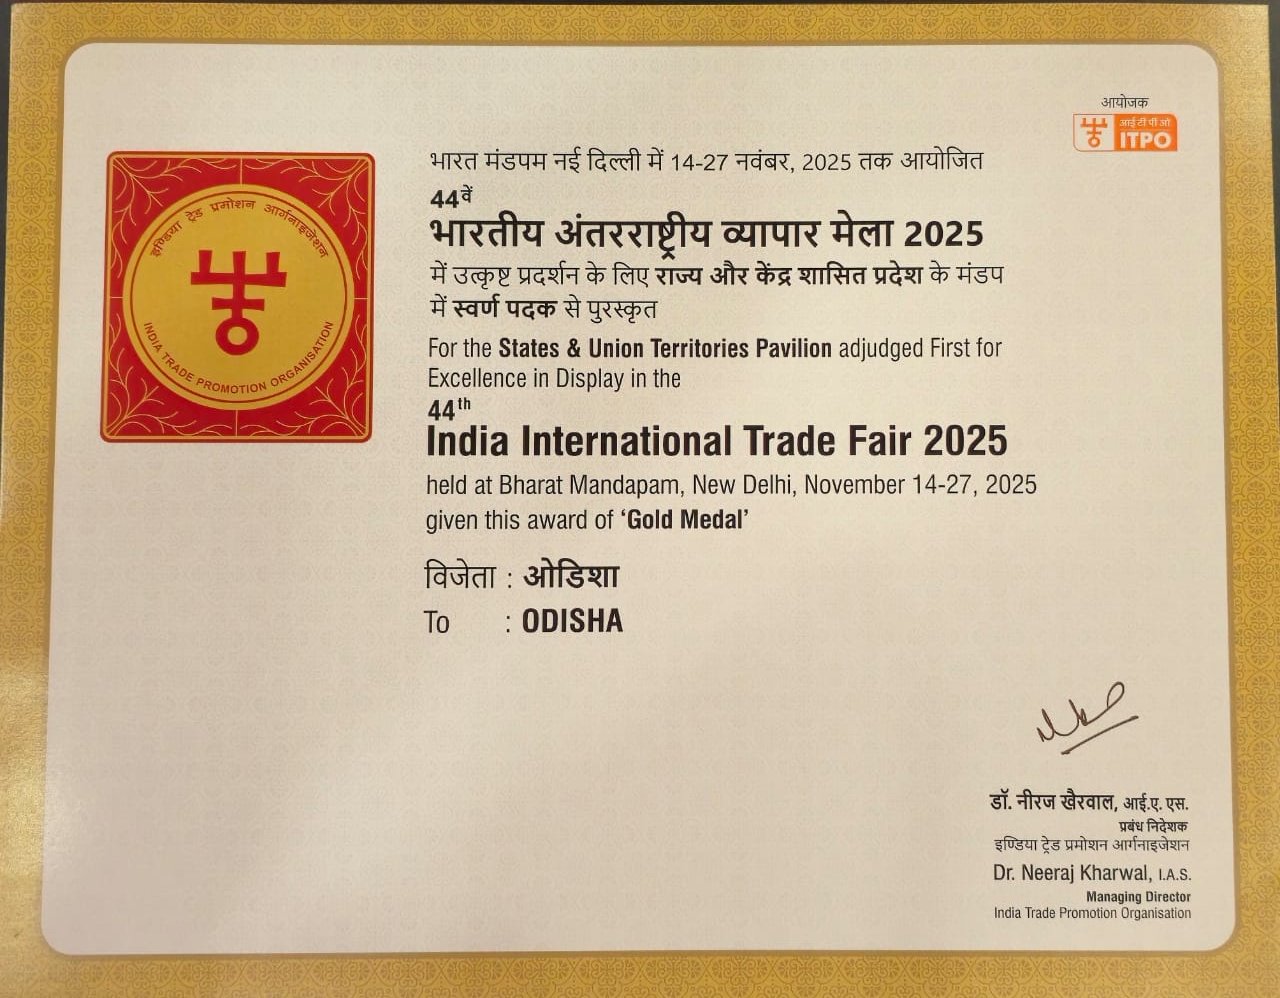 आयोजक
आई टी पी ओ
ITPO
इण्डिया ट्रेड प्रमोशन आर्गनाइजेशन
INDIA TRADE PROMOTION ORGANISATION
भारत मंडपम नई दिल्ली में 14-27 नवंबर, 2025 तक आयोजित
44वें
भारतीय अंतरराष्ट्रीय व्यापार मेला 2025
में उत्कृष्ट प्रदर्शन के लिए राज्य और केंद्र शासित प्रदेश के मंडप
में स्वर्ण पदक से पुरस्कृत
For the States & Union Territories Pavilion adjudged First for
Excellence in Display in the
44th
India International Trade Fair 2025
held at Bharat Mandapam, New Delhi, November 14-27, 2025
given this award of ‘Gold Medal’
विजेता : ओडिशा
To : ODISHA
डॉ. नीरज खैरवाल, आई.ए. एस.
प्रबंध निदेशक
इण्डिया ट्रेड प्रमोशन आर्गनाइजेशन
Dr. Neeraj Kharwal, I.A.S.
Managing Director
India Trade Promotion Organisation